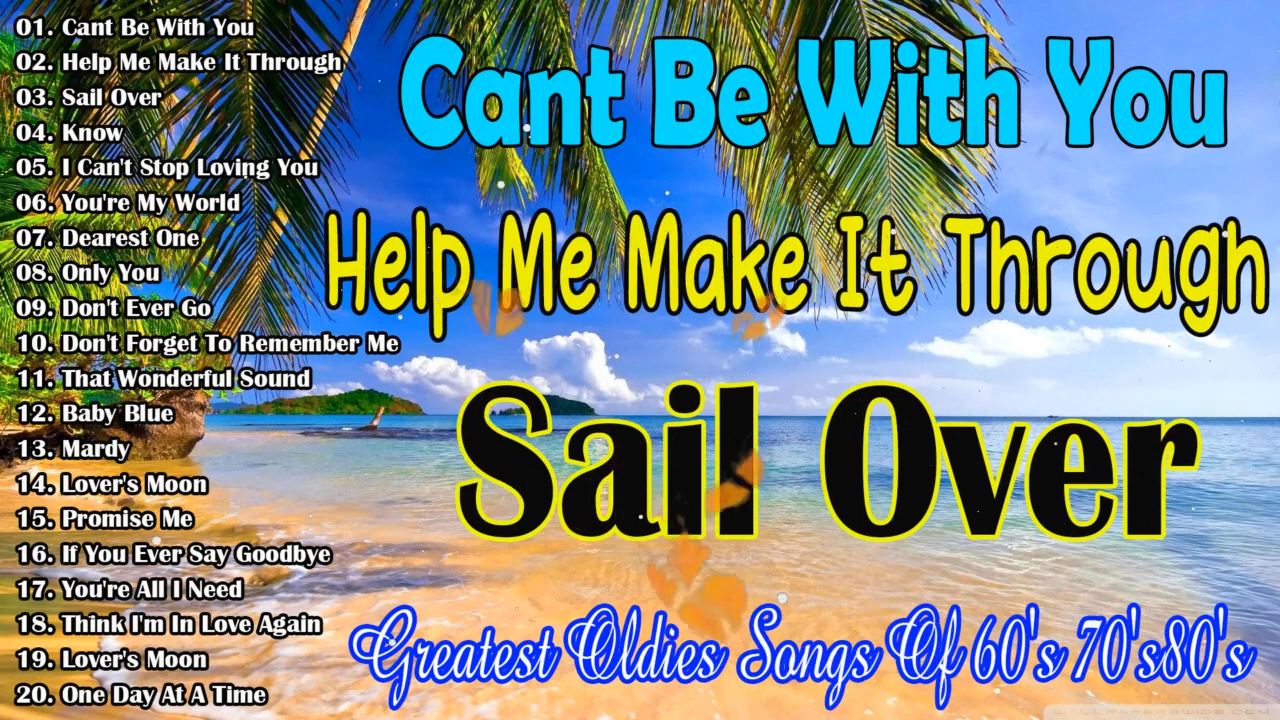 01. Cant Be With You
02. Help Me Make It Through
03. Sail Over
04. Know
05. I Can't Stop Loving You
06. You're My World
07. Dearest One
08. Only You
09. Don't Ever Go
10. Don't Forget To Remember Me
11. That Wonderful Sound
12. Baby Blue
13. Mardy
14. Lover's Moon
15. Promise Me
16. If You Ever Say Goodbye
17. You're All I Need
18. Think I'm In Love Again
19. Lover's Moon
20. One Day At A Time
Cant Be With You
Help Me Make It Through
Sail Over
Greatest Oldies Songs Of 60's 70's80's